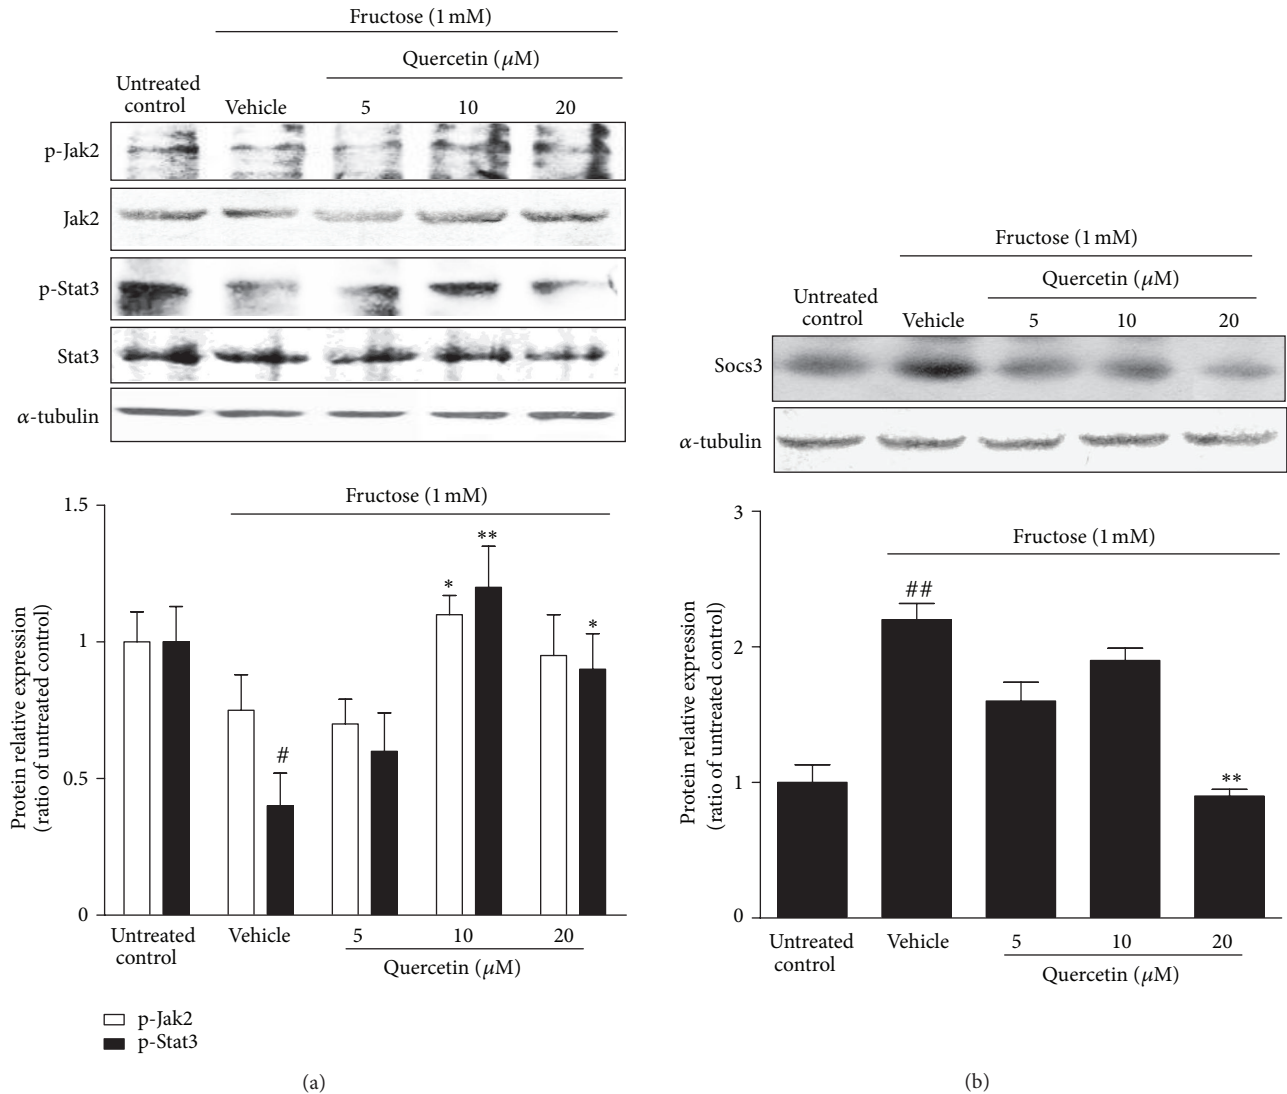 Fructose (1 mM)
Quercetin (μM)
Untreated
control
Vehicle
5
10
20
p-Jak2
Jak2
p-Stat3
Stat3
α-tubulin
Fructose (1 mM)
1.5
1
0.5
0
Protein relative expression
(ratio of untreated control)
#
*
**
*
Untreated
control
Vehicle
5
10
20
Quercetin (μM)
p-Jak2
p-Stat3
(a)
Fructose (1 mM)
Quercetin (μM)
Untreated
control
Vehicle
5
10
20
Socs3
α-tubulin
Fructose (1 mM)
3
2
1
0
Protein relative expression
(ratio of untreated control)
##
**
Untreated
control
Vehicle
5
10
20
Quercetin (μM)
(b)